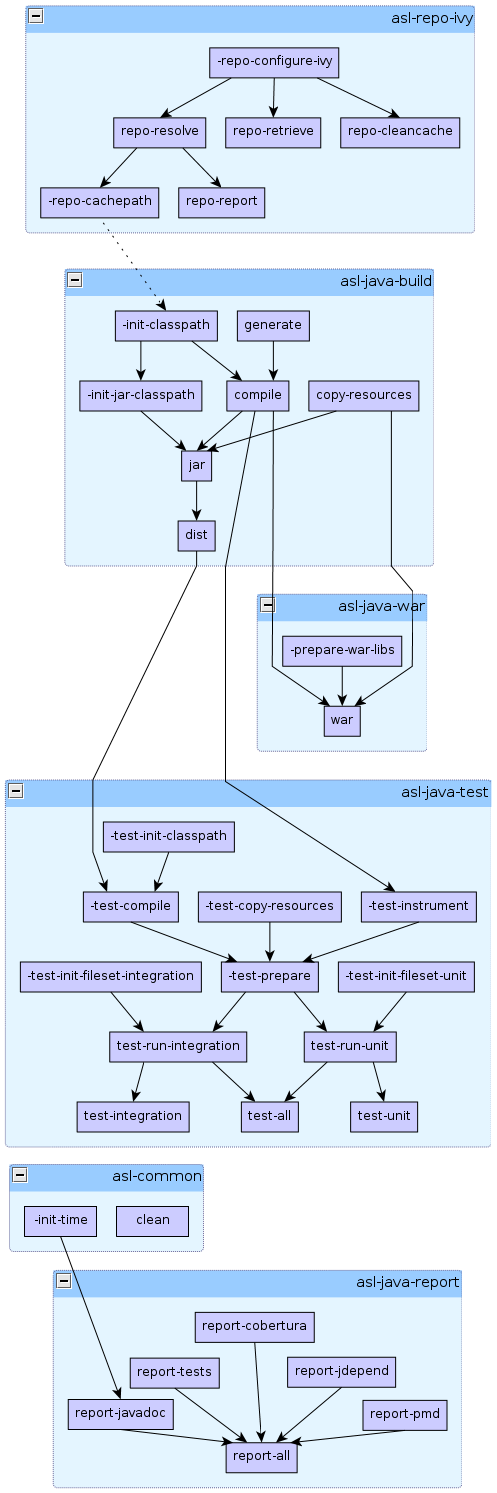 asl-repo-ivy
-repo-configure-ivy
repo-resolve
repo-retrieve
repo-cleancache
-repo-cachepath
repo-report
asl-java-build
-init-classpath
generate
-init-jar-classpath
compile
copy-resources
jar
dist
asl-java-war
-prepare-war-libs
war
asl-java-test
-test-init-classpath
-test-compile
-test-copy-resources
-test-instrument
-test-init-fileset-integration
-test-prepare
-test-init-fileset-unit
test-run-integration
test-run-unit
test-integration
test-all
test-unit
asl-common
-init-time
clean
asl-java-report
report-cobertura
report-tests
report-jdepend
report-javadoc
report-pmd
report-all